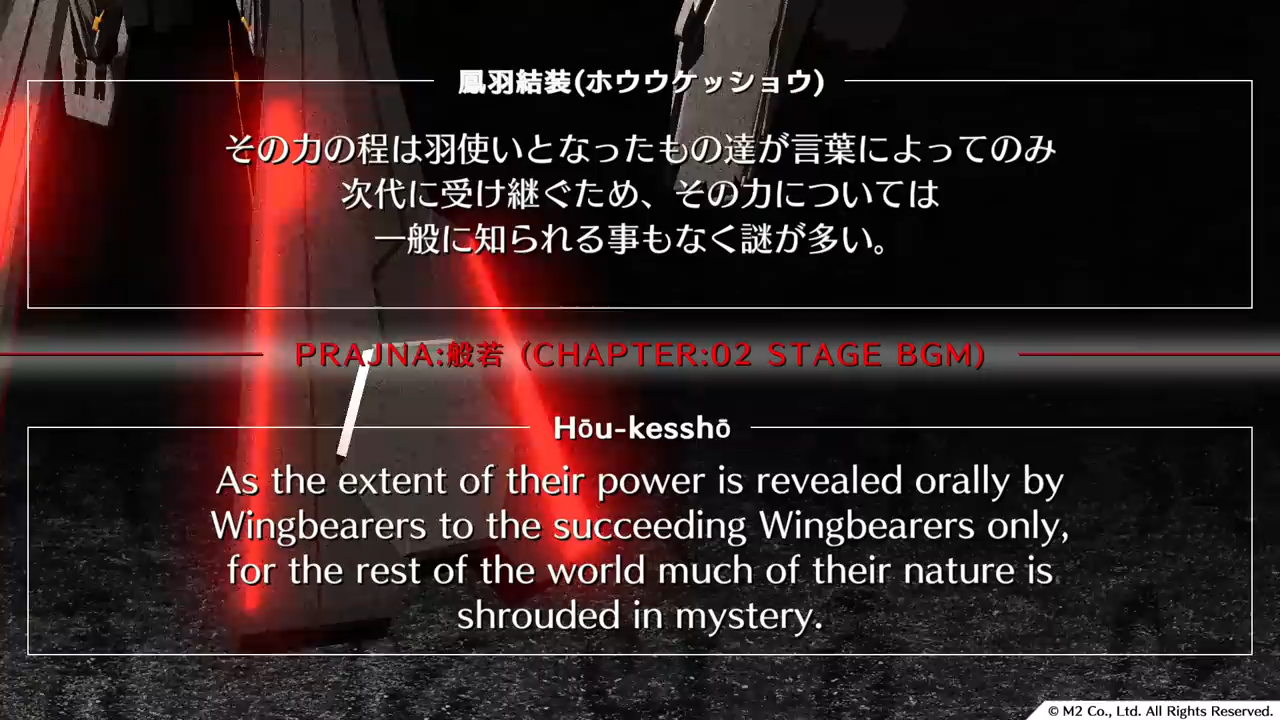 鳳羽結装(ホウウケッショウ)
その力の程は羽使いとなったもの達が言葉によってのみ
次代に受け継ぐため、その力については
一般に知られる事もなく謎が多い。
PRAJNA:般若 (CHAPTER:02 STAGE BGM)
Hōu-kesshō
As the extent of their power is revealed orally by
Wingbearers to the succeeding Wingbearers only,
for the rest of the world much of their nature is
shrouded in mystery.
© M2 Co., Ltd. All Rights Reserved.